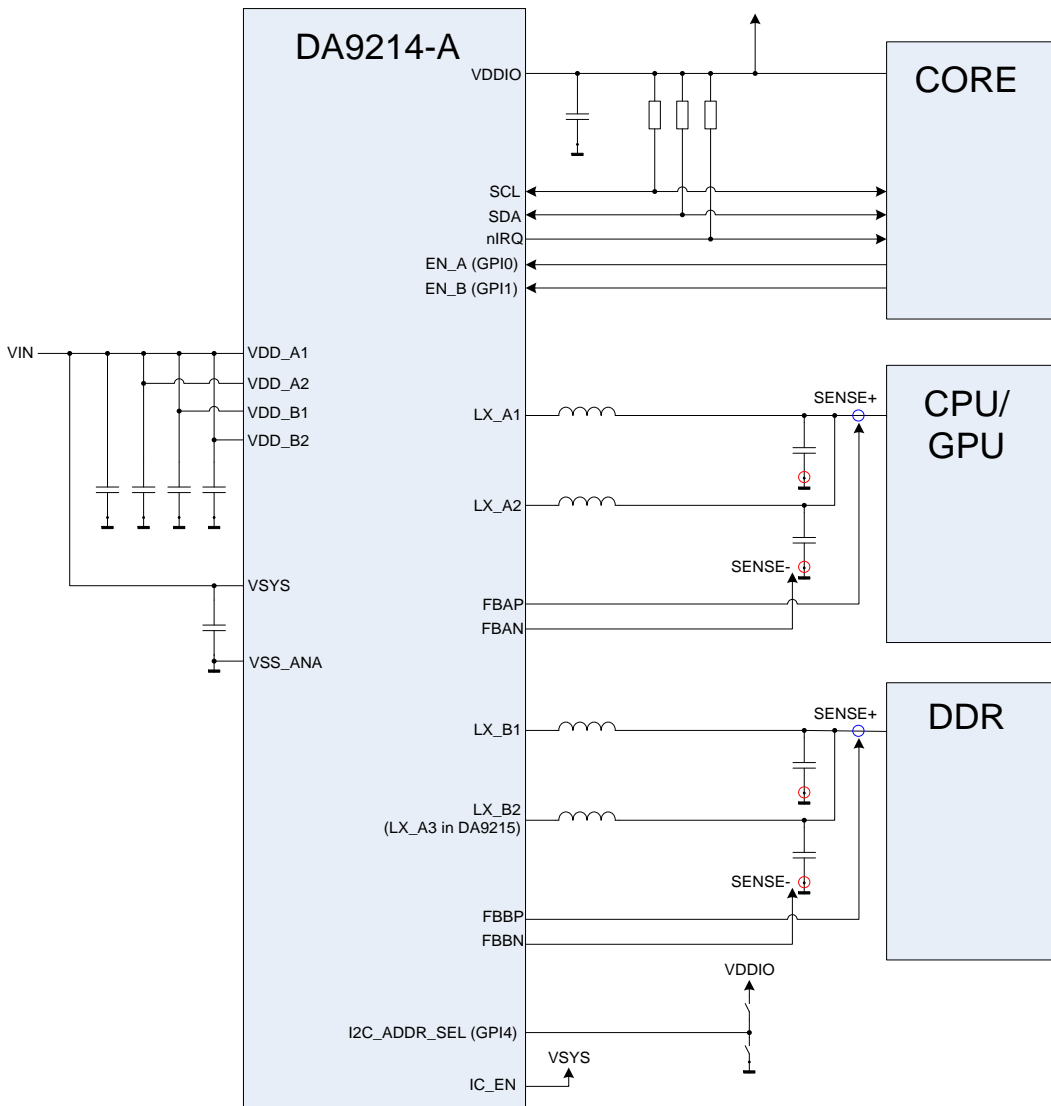 DA9214-A
VDDIO
CORE
SCL
SDA
nIRQ
EN_A (GPI0)
EN_B (GPI1)
VIN
VDD_A1
VDD_A2
VDD_B1
VDD_B2
LX_A1
SENSE+
CPU/
GPU
LX_A2
SENSE-
VSYS
FBAP
FBAN
VSS_ANA
LX_B1
SENSE+
DDR
LX_B2
(LX_A3 in DA9215)
SENSE-
FBBP
FBBN
VDDIO
I2C_ADDR_SEL (GPI4)
VSYS
IC_EN